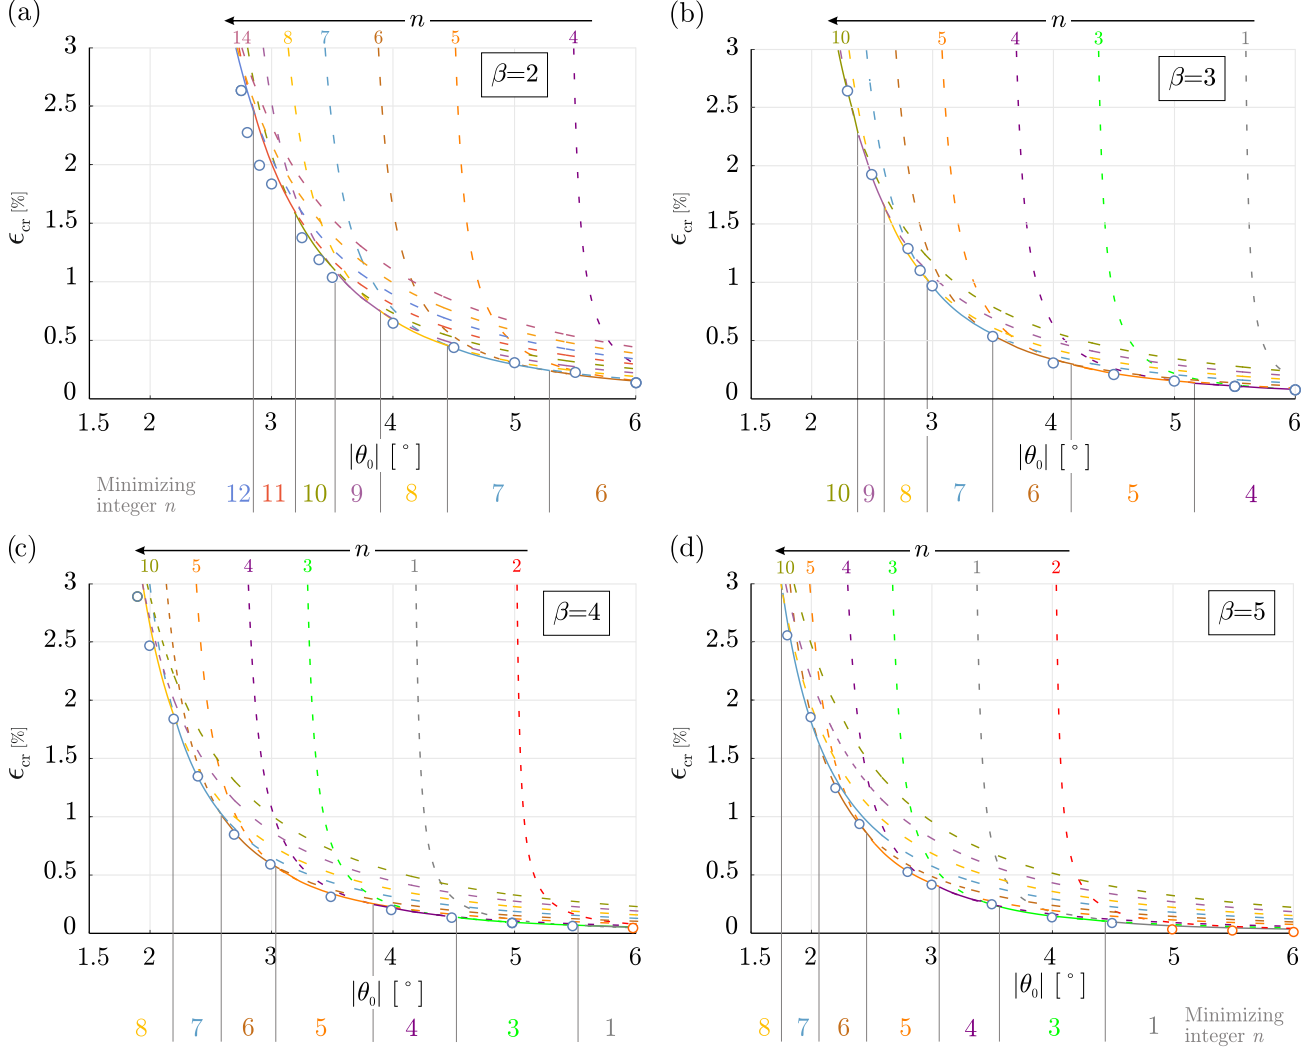 (a)
n
14 8 7 6 5 4
β=2
3
2.5
2
1.5
1
0.5
0
ϵcr [%]
1.5 2 3 4 5 6
|θ0| [°]
Minimizing
integer n
12 11 10 9 8 7 6
(b)
n
10 5 4 3 1
β=3
3
2.5
2
1.5
1
0.5
0
ϵcr [%]
1.5 2 3 4 5 6
|θ0| [°]
10 9 8 7 6 5 4
(c)
n
10 5 4 3 1 2
β=4
3
2.5
2
1.5
1
0.5
0
ϵcr [%]
1.5 2 3 4 5 6
|θ0| [°]
8 7 6 5 4 3 1
(d)
n
10 5 4 3 1 2
β=5
3
2.5
2
1.5
1
0.5
0
ϵcr [%]
1.5 2 3 4 5 6
|θ0| [°]
8 7 6 5 4 3 1
Minimizing
integer n